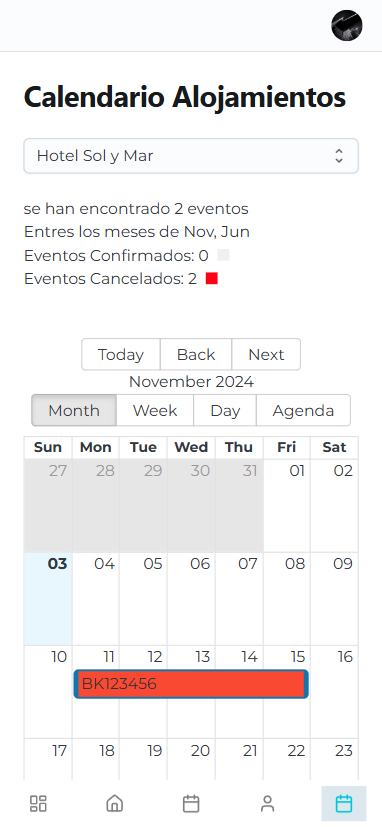 Calendario Alojamientos
Hotel Sol y Mar
se han encontrado 2 eventos
Entres los meses de Nov, Jun
Eventos Confirmados: 0
Eventos Cancelados: 2
Today Back Next
November 2024
Month Week Day Agenda
Sun Mon Tue Wed Thu Fri Sat
27 28 29 30 31 01 02
03 04 05 06 07 08 09
10 11 12 13 14 15 16
BK123456
17 18 19 20 21 22 23